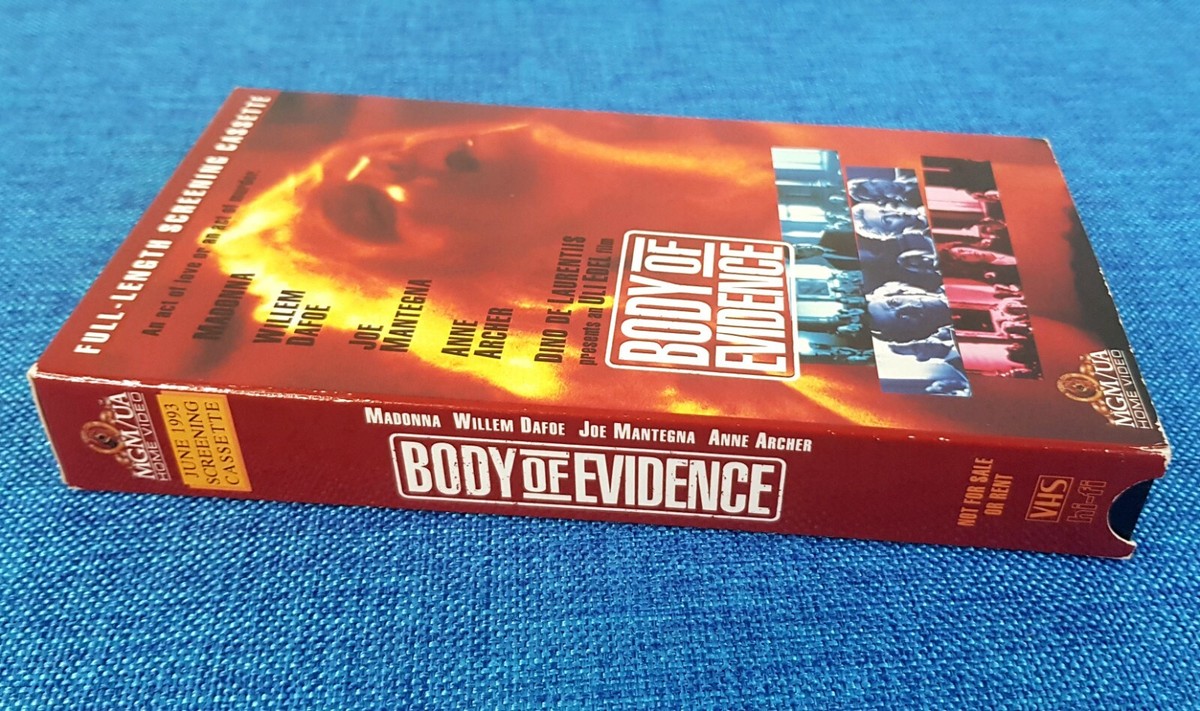 FULL-LENGTH SCREENING CASSETTE
An act of love or an act of murder.
MADONNA
WILLEM
DAFOE
JOE
MANTEGNA
ANNE
ARCHER
DINO DE LAURENTIIS
presents an ULI EDEL film
BODY OF
EVIDENCE
MGM/UA
HOME VIDEO
MGM/UA
HOME VIDEO
JUNE 1993
SCREENING
CASSETTE
MADONNA WILLEM DAFOE JOE MANTEGNA ANNE ARCHER
BODY OF EVIDENCE
NOT FOR SALE
OR RENT
VHS
hi-fi